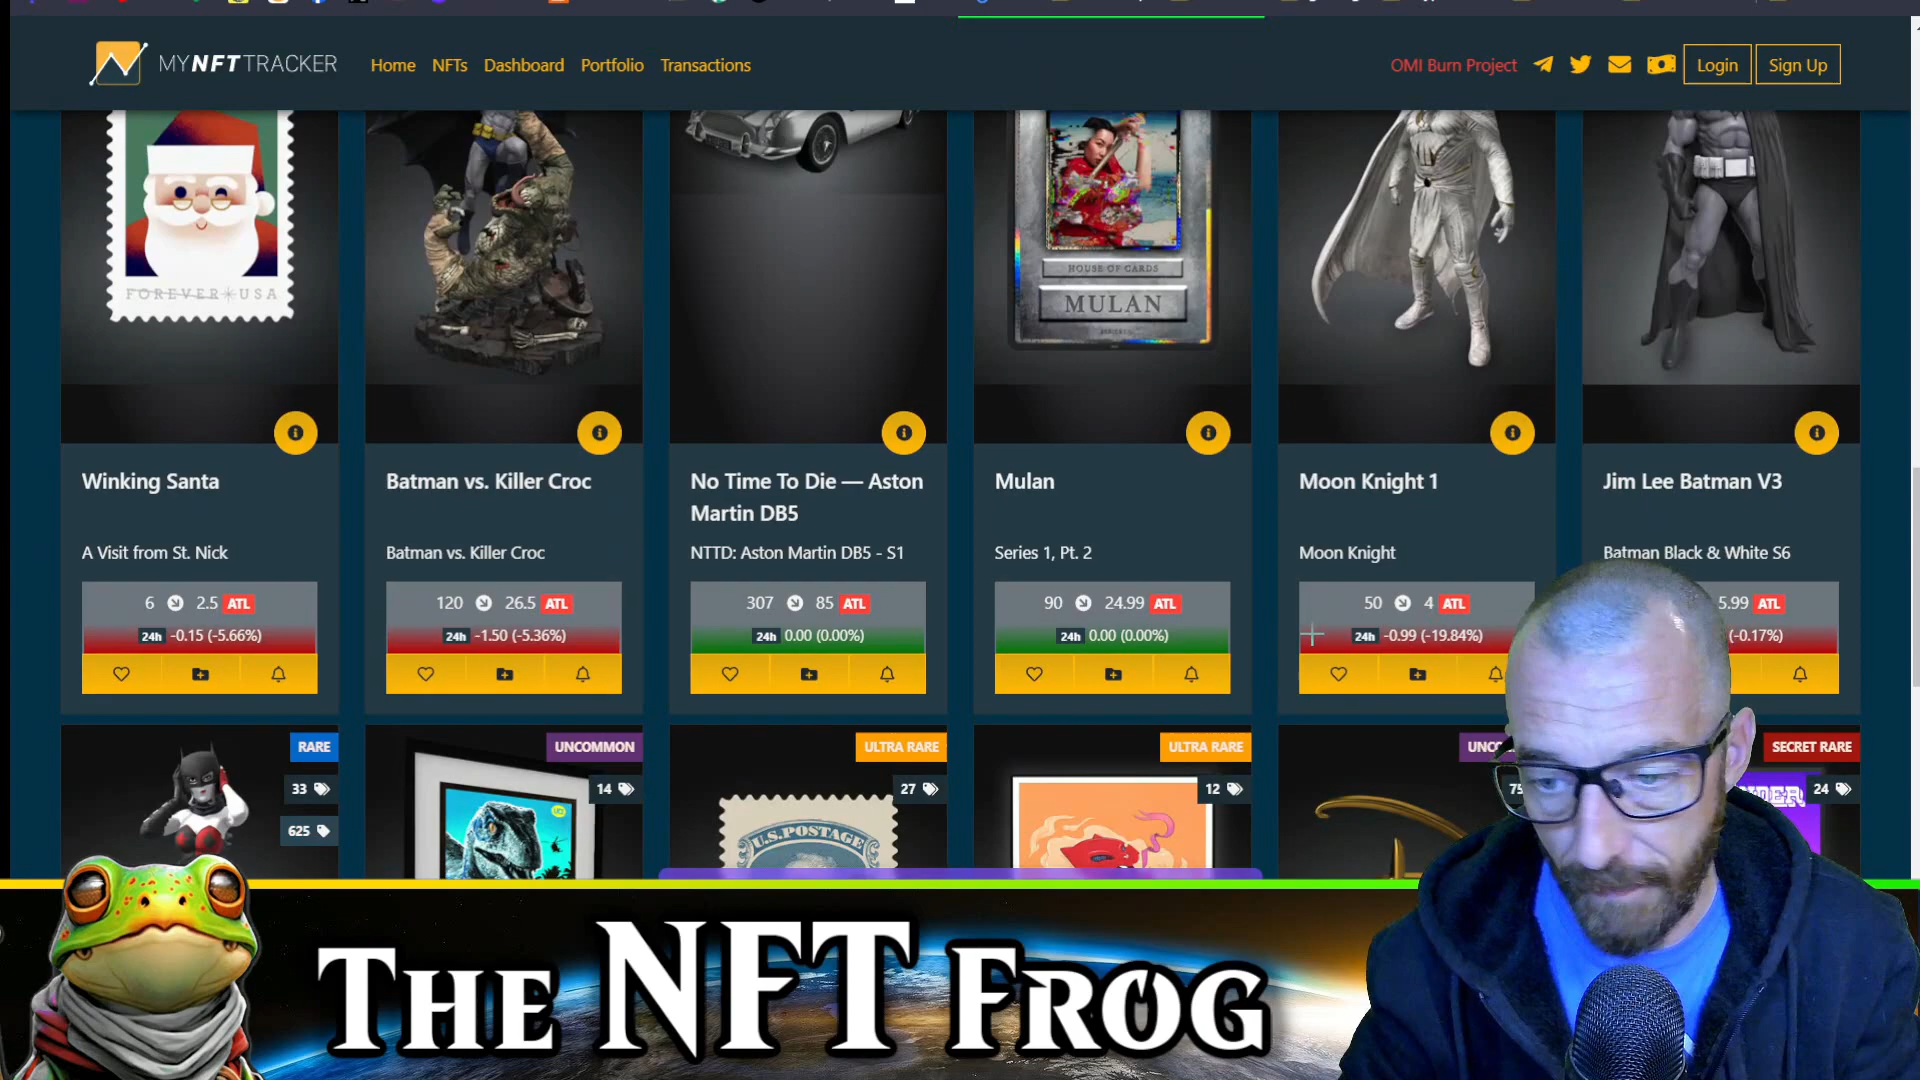 MYNFTTRACKER
Home NFTs Dashboard Portfolio Transactions
OMI Burn Project
Login
Sign Up
FOREVER USA
HOUSE OF CARDS
MULAN
Winking Santa
A Visit from St. Nick
6 2.5 ATL
24h -0.15 (-5.66%)
Batman vs. Killer Croc
Batman vs. Killer Croc
120 26.5 ATL
24h -1.50 (-5.36%)
No Time To Die — Aston
Martin DB5
NTTD: Aston Martin DB5 - S1
307 85 ATL
24h 0.00 (0.00%)
Mulan
Series 1, Pt. 2
90 24.99 ATL
24h 0.00 (0.00%)
Moon Knight 1
Moon Knight
50 4 ATL
24h -0.99 (-19.84%)
Jim Lee Batman V3
Batman Black & White S6
5.99 ATL
(-0.17%)
RARE
33
625
UNCOMMON
14
ULTRA RARE
27
U.S. POSTAGE
ULTRA RARE
12
SECRET RARE
24
THE NFT FROG